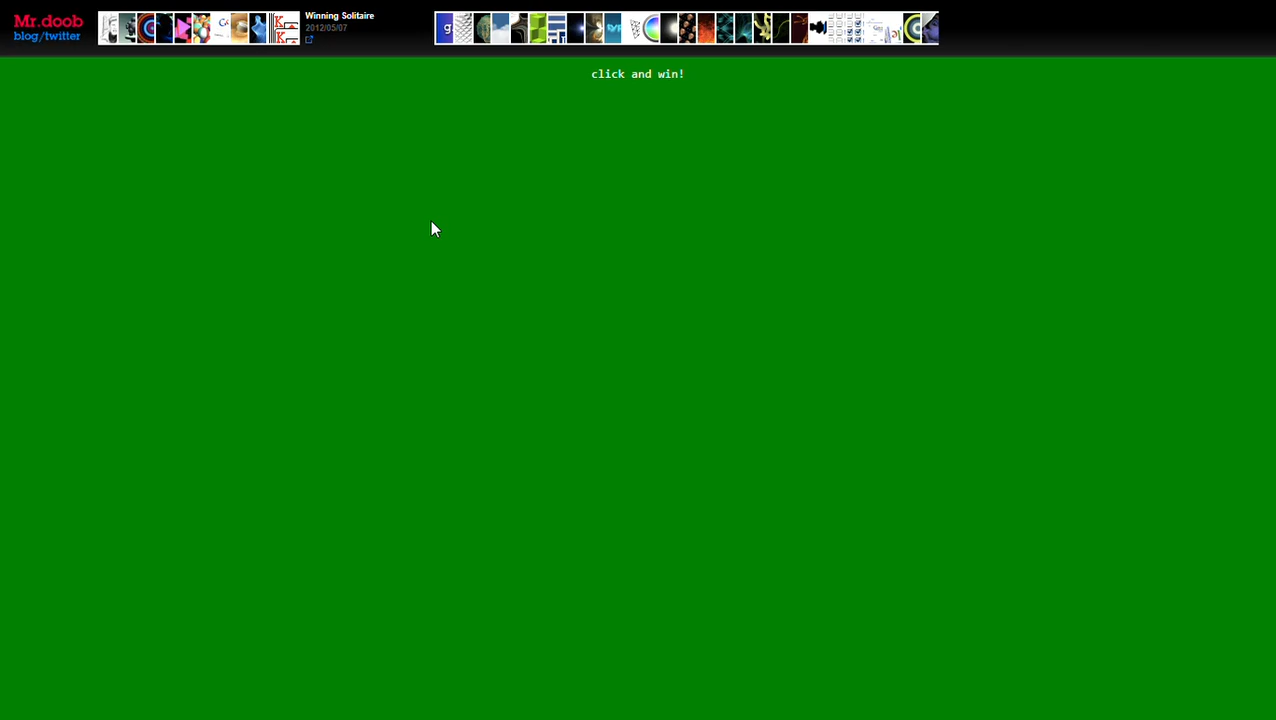 Mr.doob
blog/twitter
Winning Solitaire
2012/05/07
click and win!